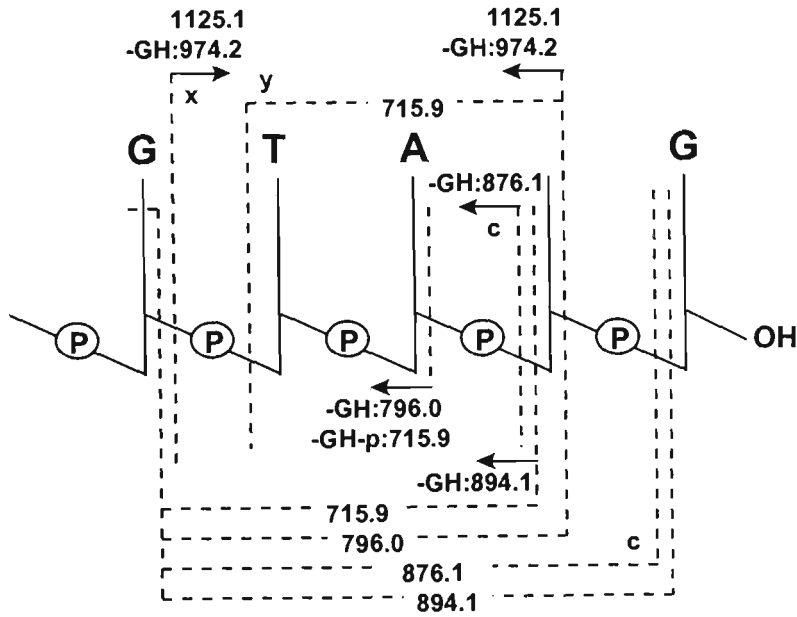 1125.1
-GH:974.2
x
y
715.9
1125.1
-GH:974.2
G
T
A
G
-GH:876.1
c
P
P
P
P
P
OH
-GH:796.0
-GH-p:715.9
-GH:894.1
715.9
796.0
c
876.1
894.1